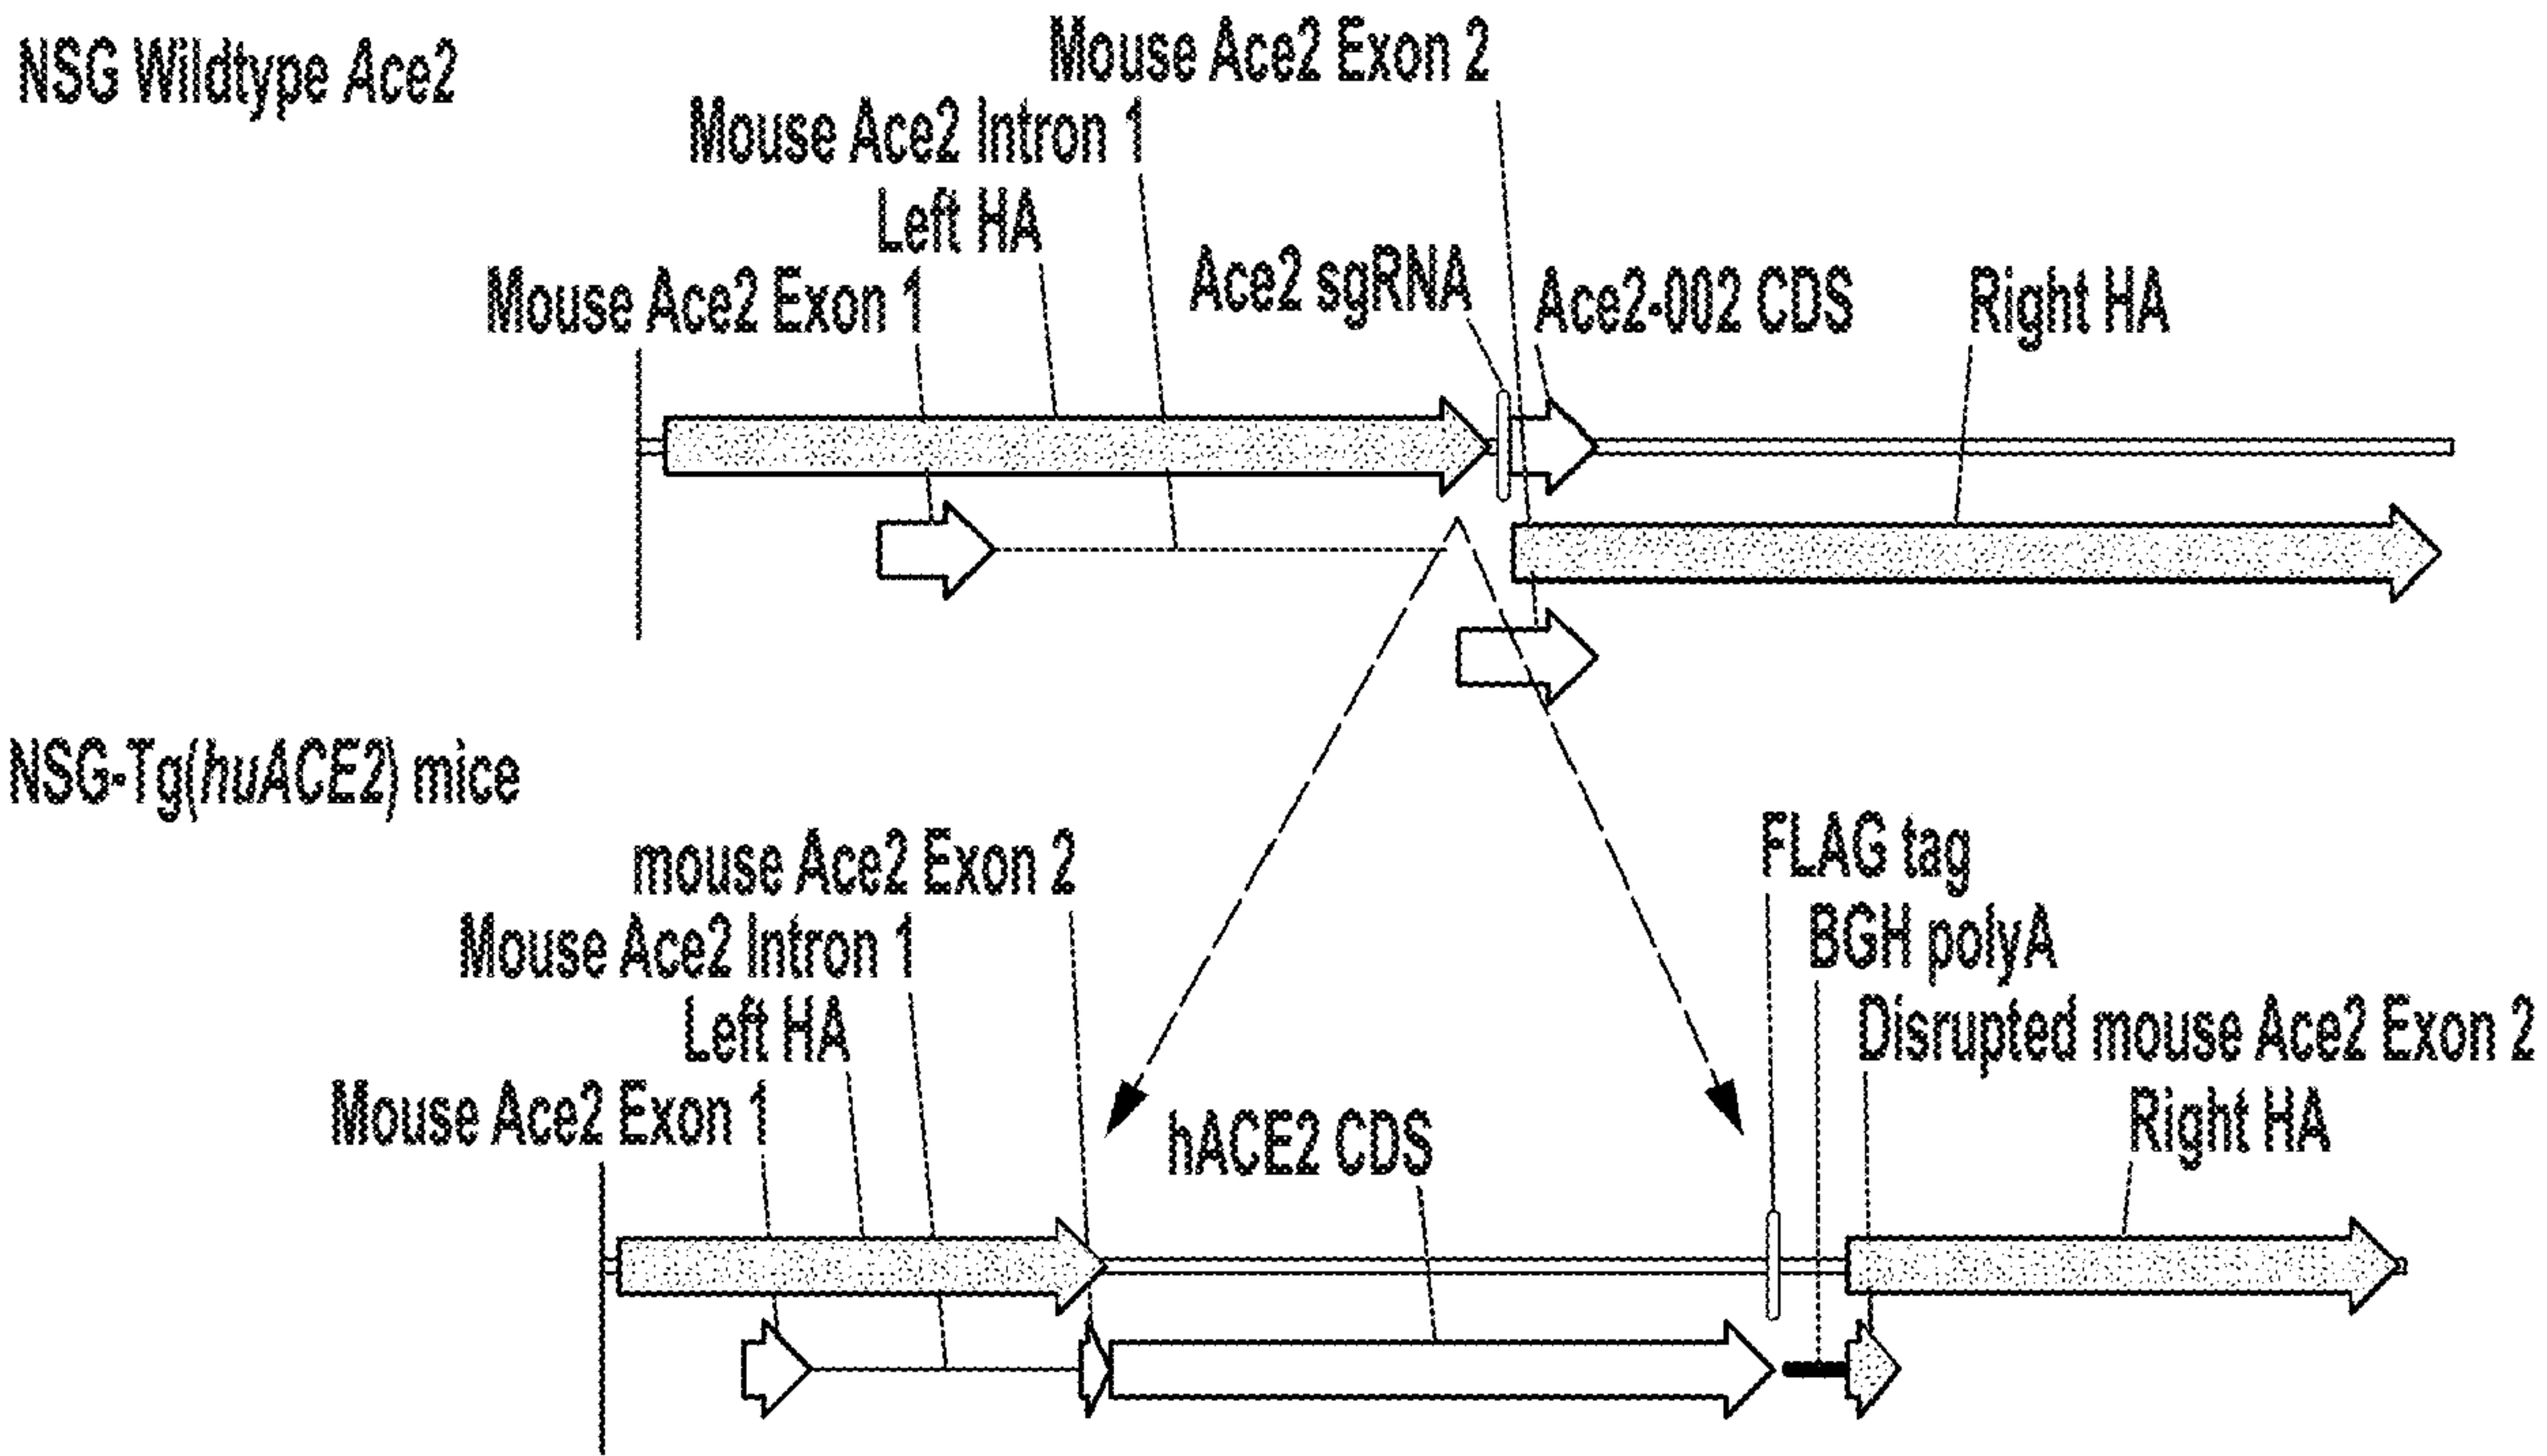 NSG Wildtype Ace2
Mouse Ace2 Exon 2
Mouse Ace2 Intron 1
Left HA
Mouse Ace2 Exon 1
Ace2 sgRNA
Ace2-002 CDS
Right HA
NSG-Tg(huACE2) mice
mouse Ace2 Exon 2
Mouse Ace2 Intron 1
Left HA
Mouse Ace2 Exon 1
hACE2 CDS
FLAG tag
BGH polyA
Disrupted mouse Ace2 Exon 2
Right HA